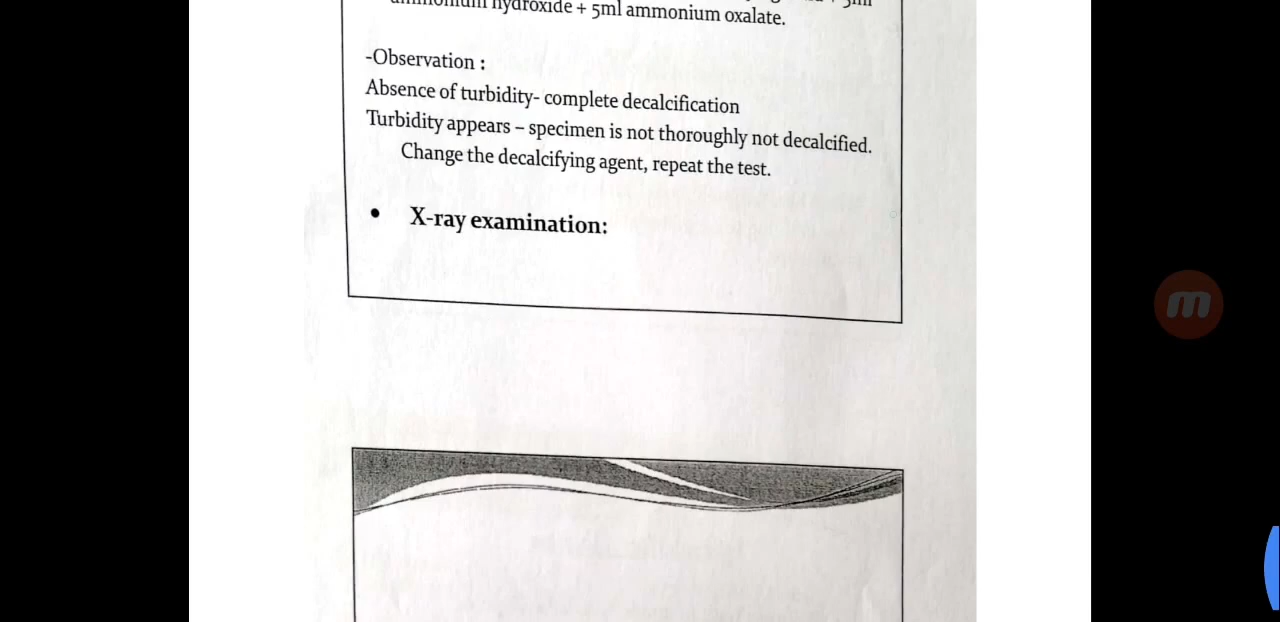 hydroxide + 5ml ammonium oxalate.
-Observation :
Absence of turbidity- complete decalcification
Turbidity appears – specimen is not thoroughly not decalcified.
Change the decalcifying agent, repeat the test.
• X-ray examination: